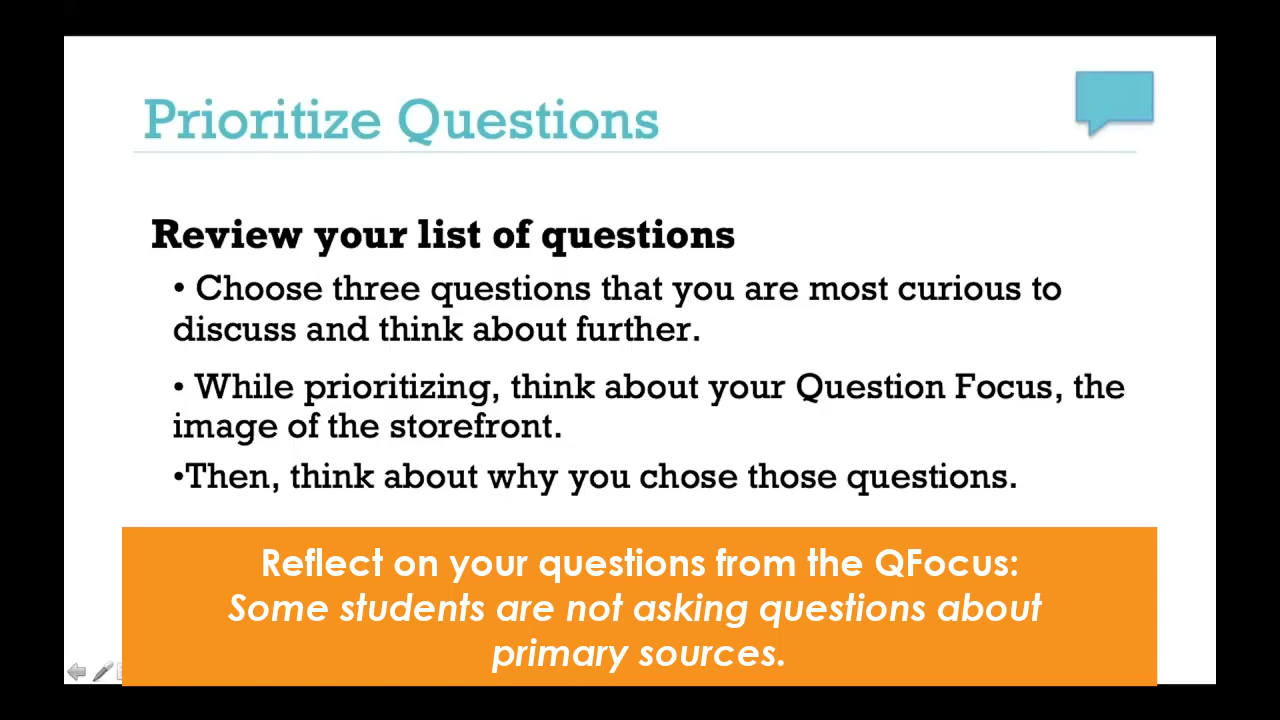 Prioritize Questions
Review your list of questions
• Choose three questions that you are most curious to
discuss and think about further.
• While prioritizing, think about your Question Focus, the
image of the storefront.
•Then, think about why you chose those questions.
Reflect on your questions from the QFocus:
Some students are not asking questions about
primary sources.